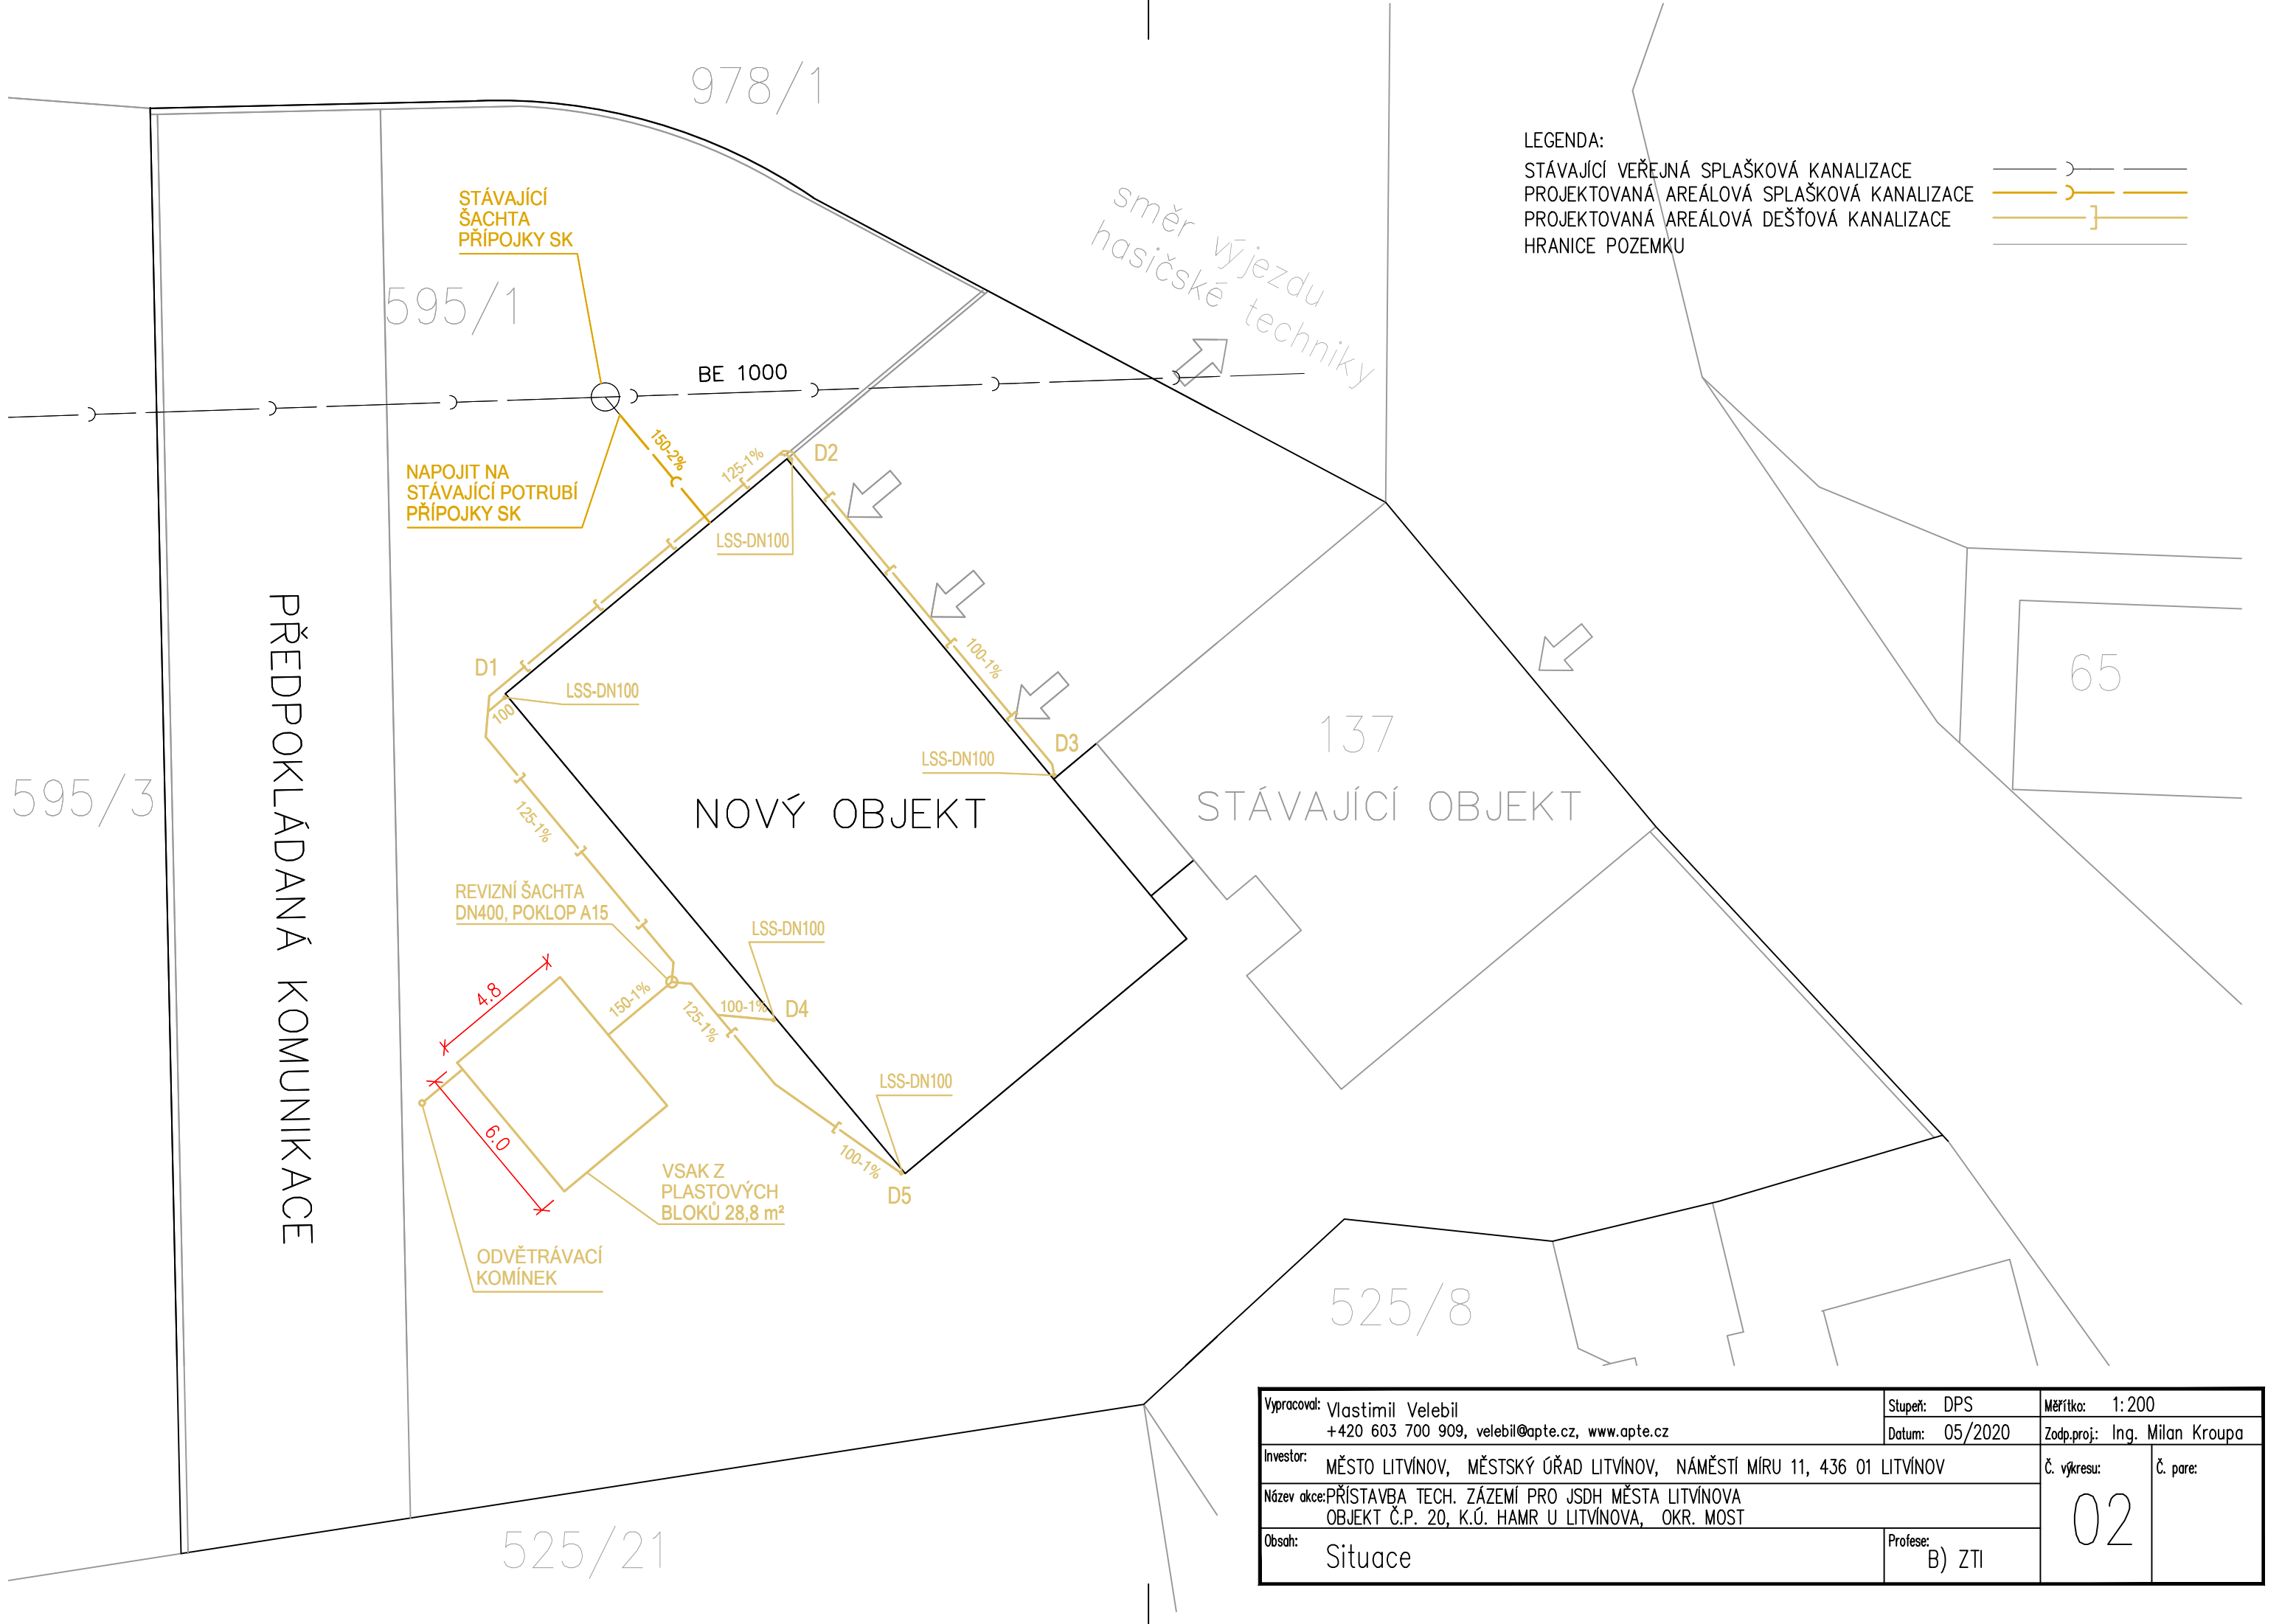 978/1
LEGENDA:
STÁVAJÍCÍ VEŘEJNÁ SPLAŠKOVÁ KANALIZACE
PROJEKTOVANÁ AREÁLOVÁ SPLAŠKOVÁ KANALIZACE
PROJEKTOVANÁ AREÁLOVÁ DEŠŤOVÁ KANALIZACE
HRANICE POZEMKU
STÁVAJÍCÍ
ŠACHTA
PŘÍPOJKY SK
směr výjezdu
hasičské techniky
595/1
BE 1000
150-2%
125-1%
D2
NAPOJIT NA
STÁVAJÍCÍ POTRUBÍ
PŘÍPOJKY SK
LSS-DN100
D1
LSS-DN100
100
100-1%
65
137
D3
LSS-DN100
595/3
PŘEDPOKLÁDANÁ KOMUNIKACE
NOVÝ OBJEKT
STÁVAJÍCÍ OBJEKT
125-1%
REVIZNÍ ŠACHTA
DN400, POKLOP A15
LSS-DN100
4.8
150-1%
125-1%
100-1%
D4
LSS-DN100
6.0
100-1%
D5
VSAK Z
PLASTOVÝCH
BLOKŮ 28,8 m²
ODVĚTRÁVACÍ
KOMÍNEK
525/8
525/21
Vypracoval: Vlastimil Velebil
+420 603 700 909, velebil@apte.cz, www.apte.cz
Stupeň: DPS
Měřítko: 1:200
Datum: 05/2020
Zodp.proj.: Ing. Milan Kroupa
Investor: MĚSTO LITVÍNOV, MĚSTSKÝ ÚŘAD LITVÍNOV, NÁMĚSTÍ MÍRU 11, 436 01 LITVÍNOV
Č. výkresu:
02
Č. pare:
Název akce: PŘÍSTAVBA TECH. ZÁZEMÍ PRO JSDH MĚSTA LITVÍNOVA
OBJEKT Č.P. 20, K.Ú. HAMR U LITVÍNOVA, OKR. MOST
Obsah: Situace
Profese:
B) ZTI